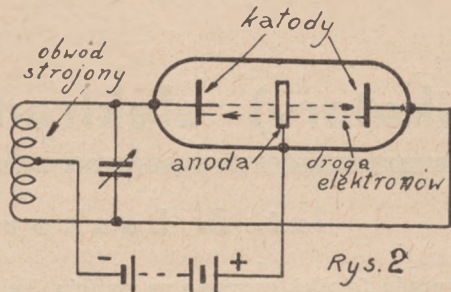 katody
obwód
strojony
anoda
droga
elektronów
- +
Rys. 2